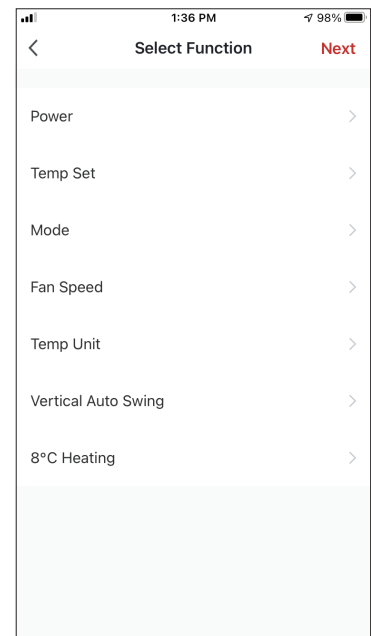 1:36 PM
98%
Select Function
Next
Power
Temp Set
Mode
Fan Speed
Temp Unit
Vertical Auto Swing
8°C Heating